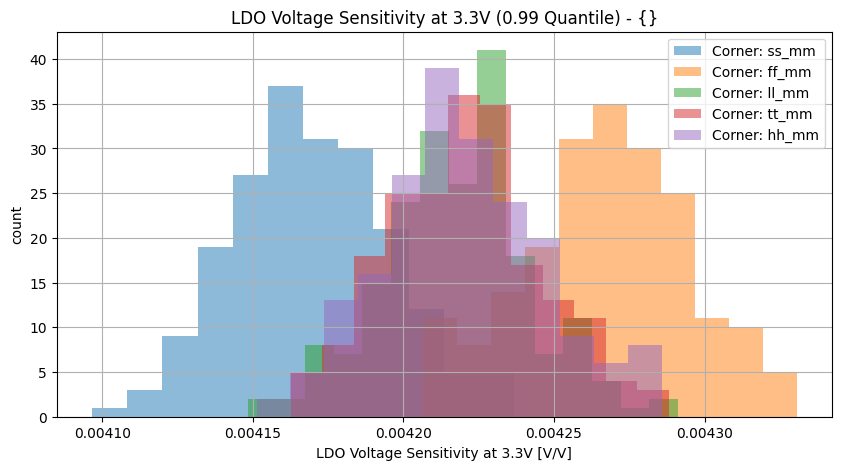 LDO Voltage Sensitivity at 3.3V (0.99 Quantile) - {}
Corner: ss_mm
Corner: ff_mm
Corner: ll_mm
Corner: tt_mm
Corner: hh_mm
count
40
35
30
25
20
15
10
5
0
0.00410 0.00415 0.00420 0.00425 0.00430
LDO Voltage Sensitivity at 3.3V [V/V]